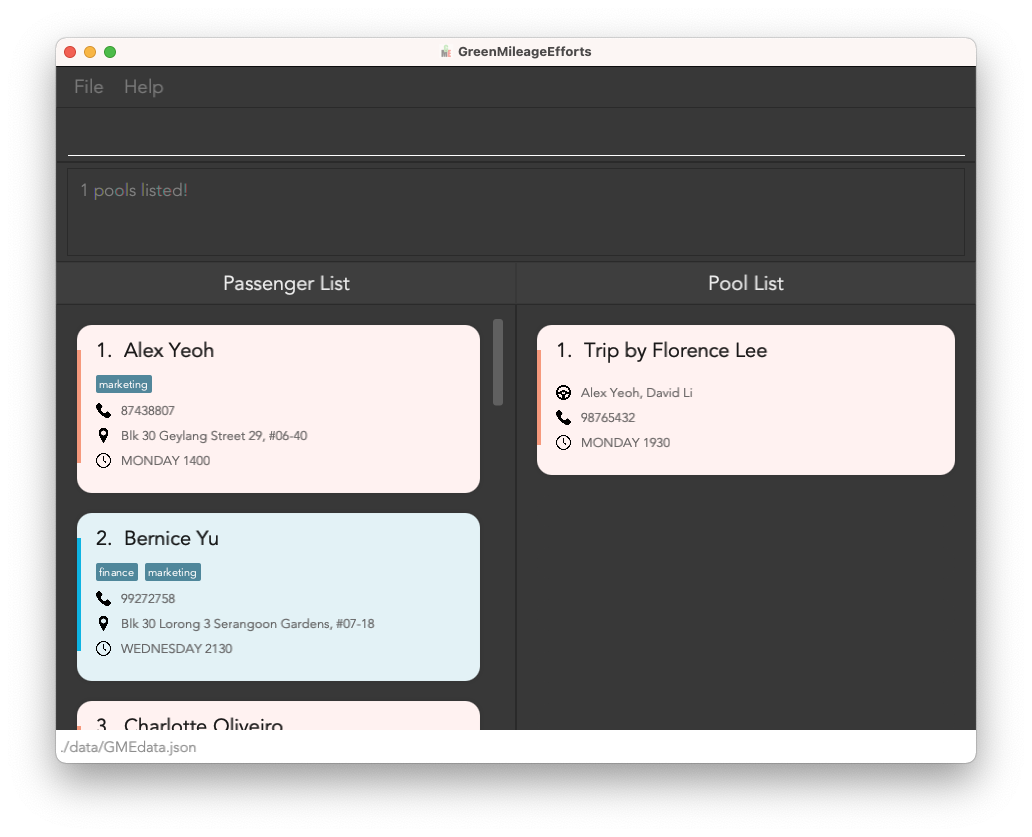 GreenMileageEfforts
File Help
1 pools listed!
Passenger List
Pool List
1. Alex Yeoh
marketing
87438807
Blk 30 Geylang Street 29, #06-40
MONDAY 1400
2. Bernice Yu
finance marketing
99272758
Blk 30 Lorong 3 Serangoon Gardens, #07-18
WEDNESDAY 2130
3. Charlotte Oliveiro
1. Trip by Florence Lee
Alex Yeoh, David Li
98765432
MONDAY 1930
./data/GMEdata.json